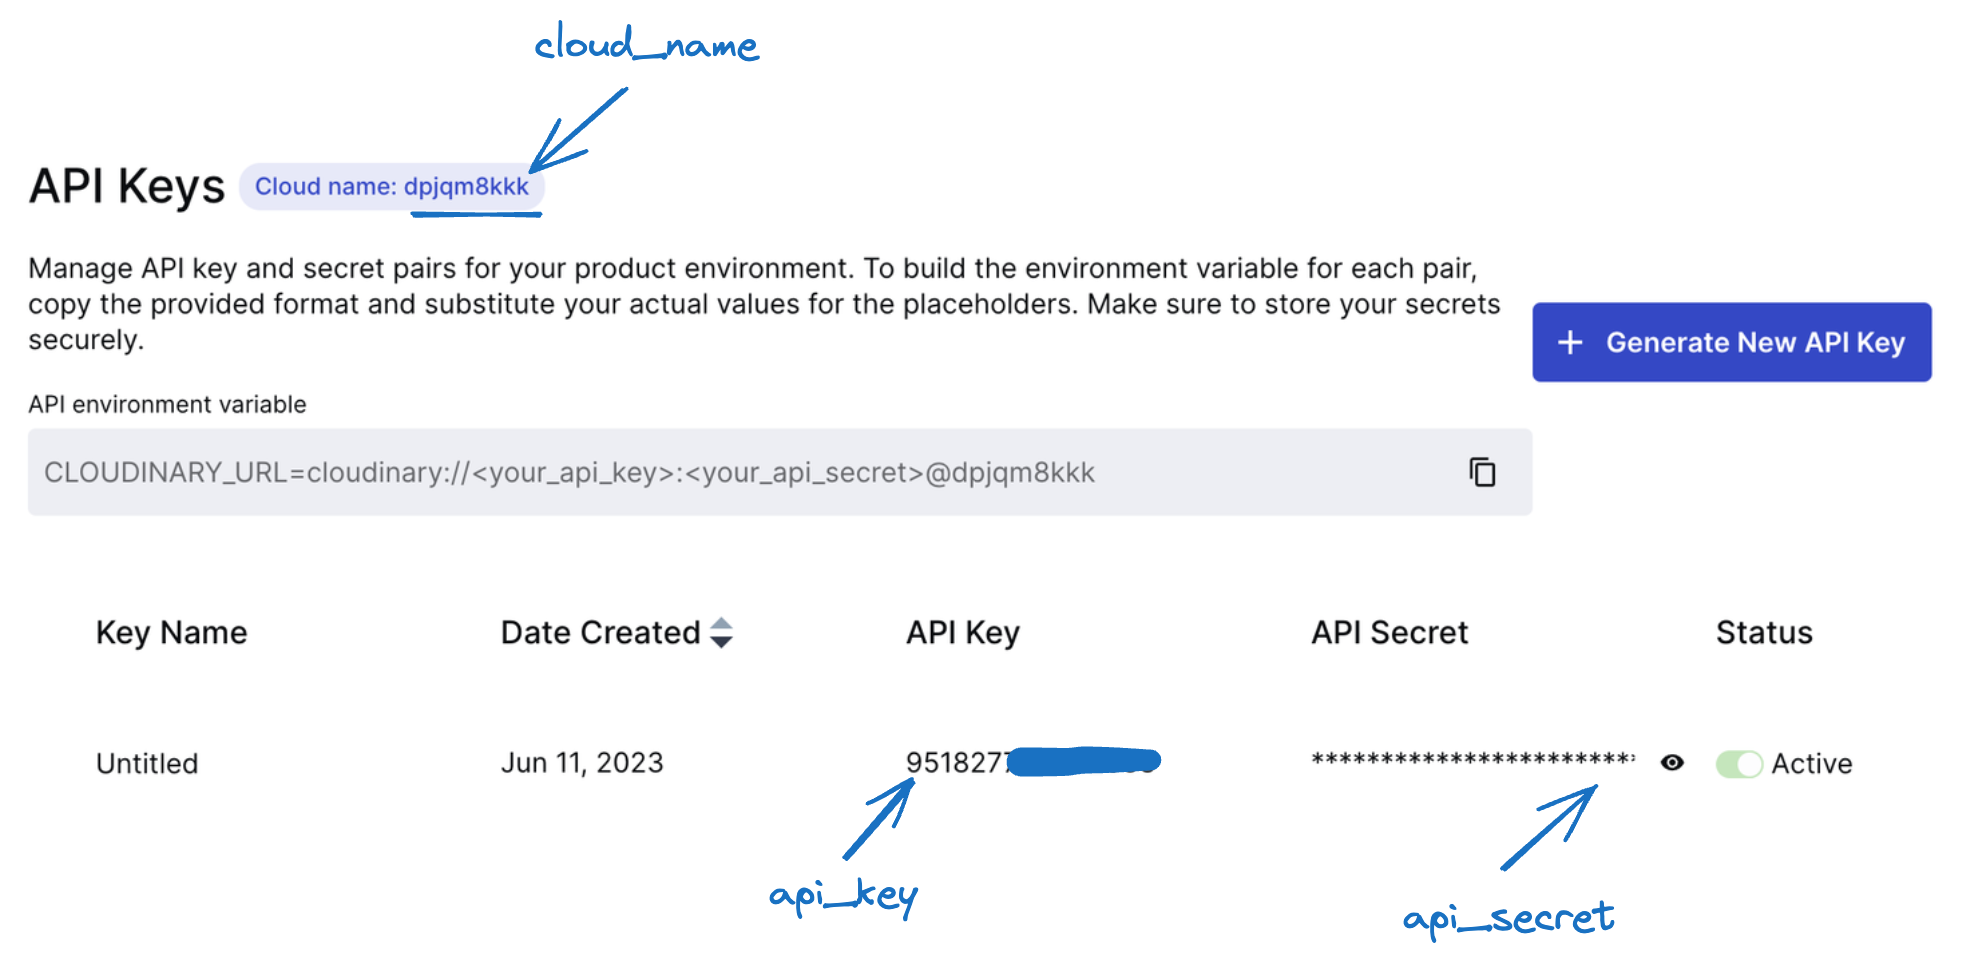 cloud_name
API Keys Cloud name: dpjqm8kkk
Manage API key and secret pairs for your product environment. To build the environment variable for each pair,
copy the provided format and substitute your actual values for the placeholders. Make sure to store your secrets
securely.
+ Generate New API Key
API environment variable
CLOUDINARY_URL=cloudinary://<your_api_key>:<your_api_secret>@dpjqm8kkk
Key Name Date Created API Key API Secret Status
Untitled Jun 11, 2023 951827 ************************ Active
api_key
api_secret